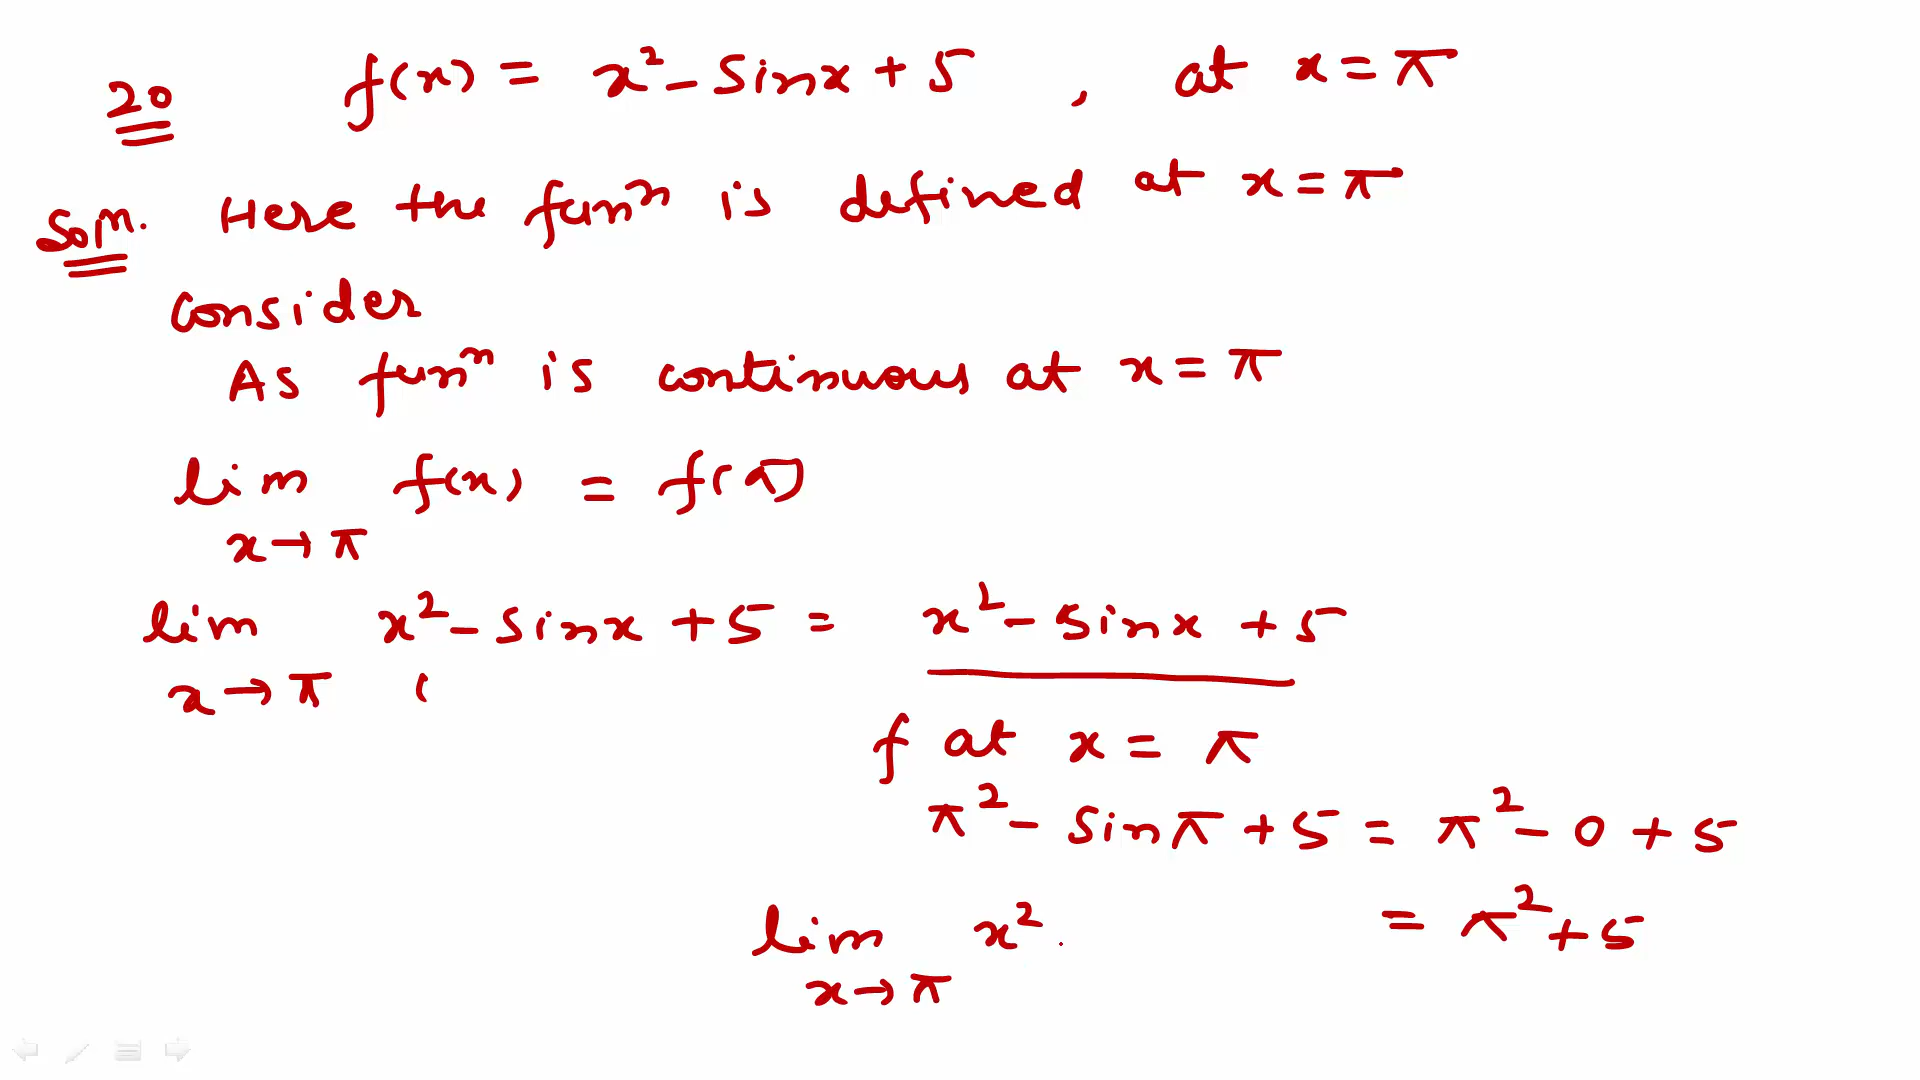 20 f(x) = x² - sinx + 5 , at x = π
Soln. Here the funⁿ is defined at x = π
consider
As funⁿ is continuous at x = π
lim f(x) = f(π)
x → π
lim x² - sinx + 5 = x² - sinx + 5
x → π (
f at x = π
π² - sinπ + 5 = π² - 0 + 5
= π² + 5
lim x²
x → π